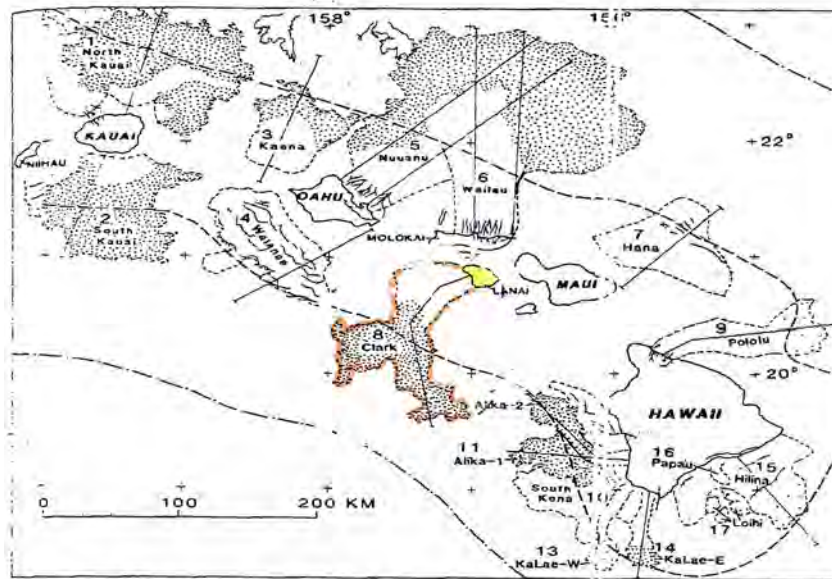 158°
1
North
Kauai
KAUAI
NIIHAU
3
Kaena
5
Nuuanu
22°
6
Wailau
OAHU
2
South
Kauai
4
Waianae
MOLOKAI
7
Hana
LANAI
MAUI
8
Clark
9
Pololu
20°
HAWAII
Alika-2
11
Alika-1
16
Papau
15
Hilina
South
Kona
10
17
Loihi
0
100
200 KM
13
KaLae-W
14
KaLae-E